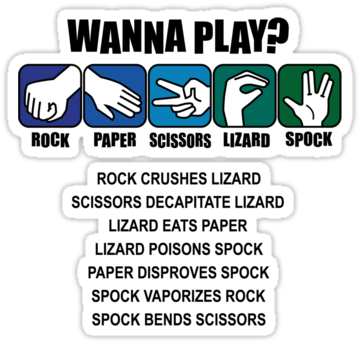 WANNA PLAY?
ROCK PAPER SCISSORS LIZARD SPOCK
ROCK CRUSHES LIZARD
SCISSORS DECAPITATE LIZARD
LIZARD EATS PAPER
LIZARD POISONS SPOCK
PAPER DISPROVES SPOCK
SPOCK VAPORIZES ROCK
SPOCK BENDS SCISSORS